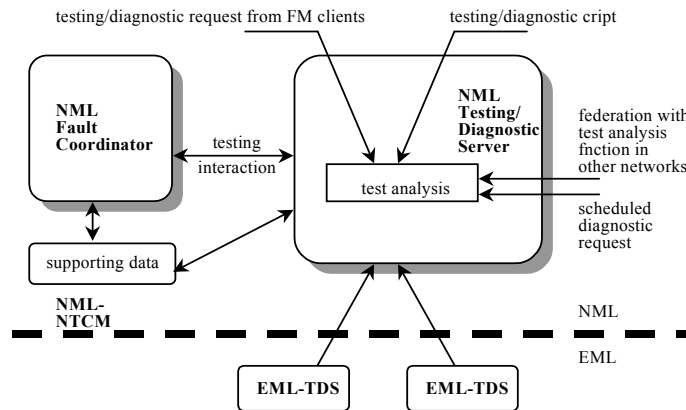 testing/diagnostic request from FM clients
testing/diagnostic cript
NML
Fault
Coordinator
testing
interaction
NML
Testing/
Diagnostic
Server
test analysis
federation with
test analysis
fnction in
other networks
scheduled
diagnostic
request
supporting data
NML-
NTCM
NML
EML
EML-TDS
EML-TDS